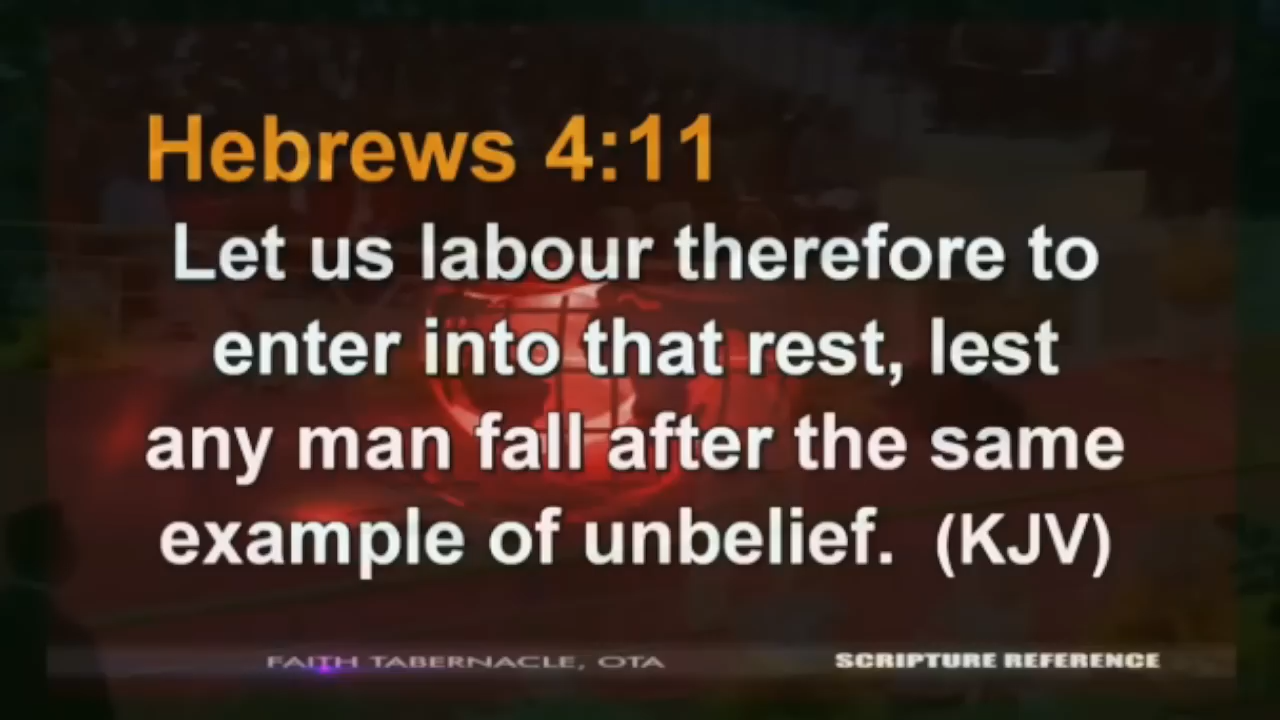 Hebrews 4:11
Let us labour therefore to
enter into that rest, lest
any man fall after the same
example of unbelief.  (KJV)
FAITH TABERNACLE, OTA
SCRIPTURE REFERENCE